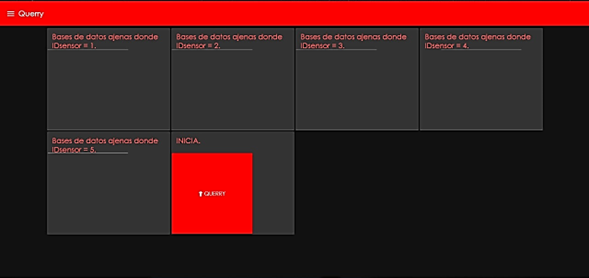 Querry
Bases de datos ajenas donde
IDsensor = 1.
Bases de datos ajenas donde
IDsensor = 2.
Bases de datos ajenas donde
IDsensor = 3.
Bases de datos ajenas donde
IDsensor = 4.
Bases de datos ajenas donde
IDsensor = 5.
INICIA.
QUERRY